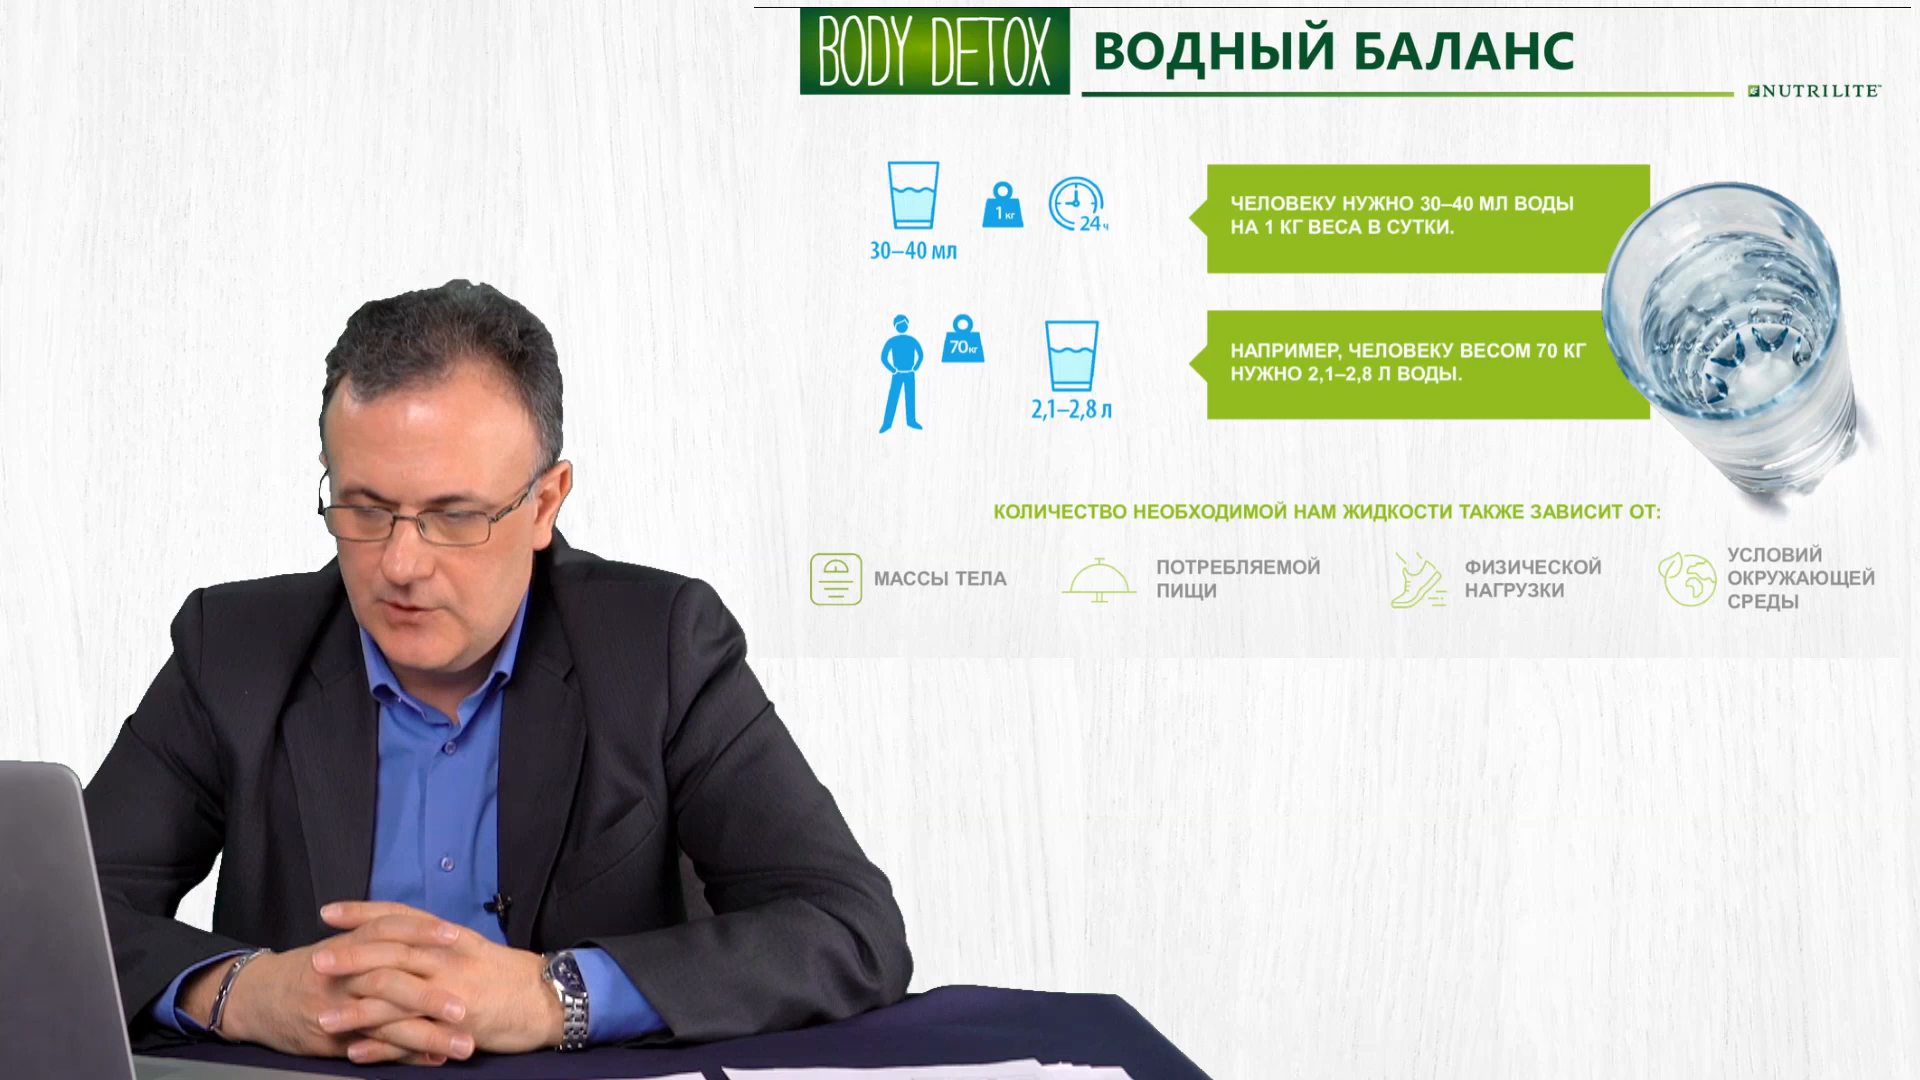 BODY DETOX
ВОДНЫЙ БАЛАНС
NUTRILITE™
1 кг
24 ч
30–40 мл
ЧЕЛОВЕКУ НУЖНО 30–40 МЛ ВОДЫ
НА 1 КГ ВЕСА В СУТКИ.
70 кг
2,1–2,8 л
НАПРИМЕР, ЧЕЛОВЕКУ ВЕСОМ 70 КГ
НУЖНО 2,1–2,8 Л ВОДЫ.
КОЛИЧЕСТВО НЕОБХОДИМОЙ НАМ ЖИДКОСТИ ТАКЖЕ ЗАВИСИТ ОТ:
МАССЫ ТЕЛА
ПОТРЕБЛЯЕМОЙ
ПИЩИ
ФИЗИЧЕСКОЙ
НАГРУЗКИ
УСЛОВИЙ
ОКРУЖАЮЩЕЙ
СРЕДЫ